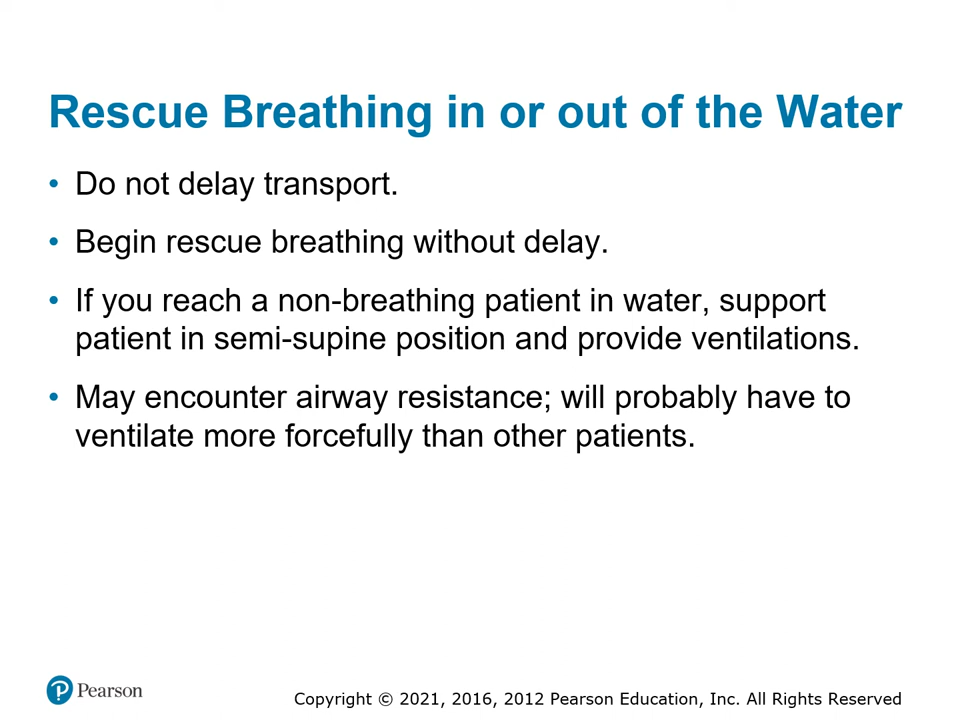 Rescue Breathing in or out of the Water
• Do not delay transport.
• Begin rescue breathing without delay.
• If you reach a non-breathing patient in water, support
patient in semi-supine position and provide ventilations.
• May encounter airway resistance; will probably have to
ventilate more forcefully than other patients.
Pearson
Copyright © 2021, 2016, 2012 Pearson Education, Inc. All Rights Reserved